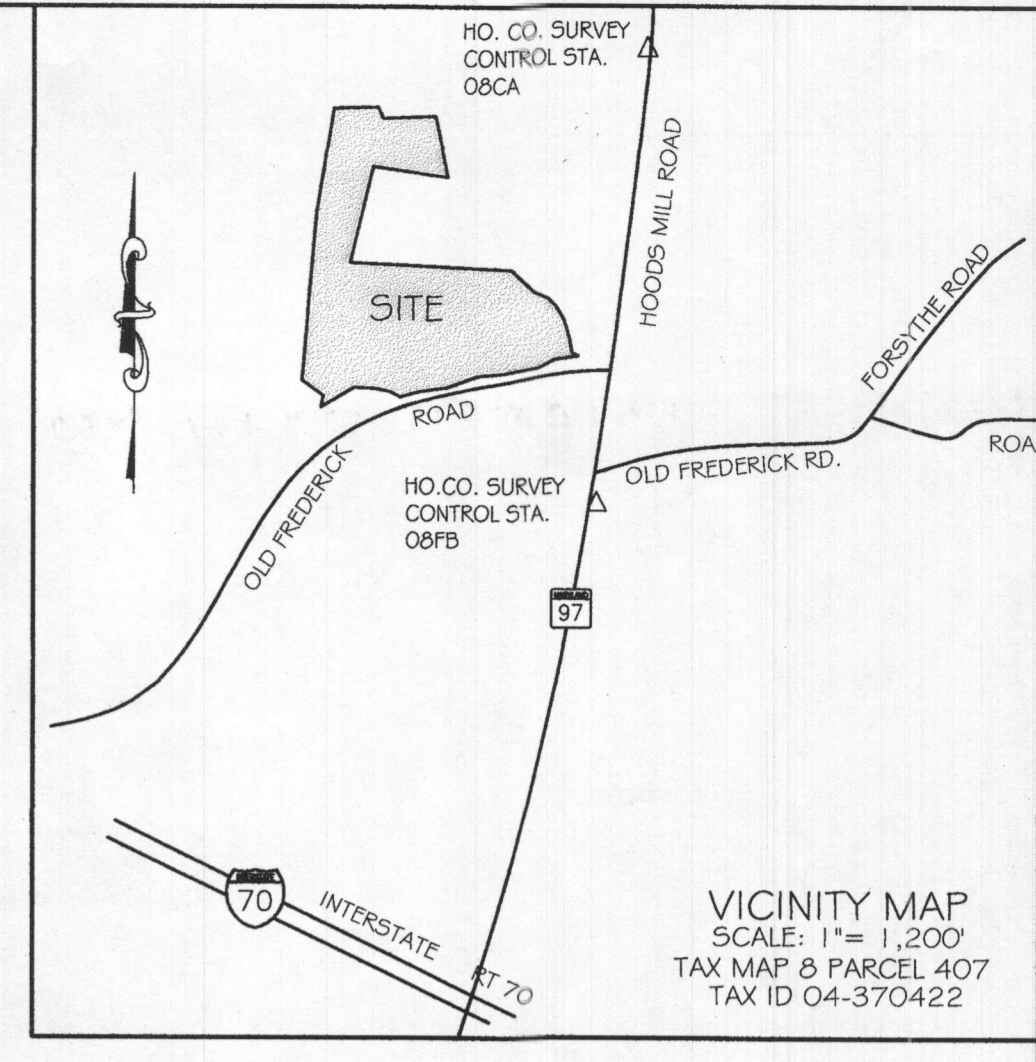 HO. CO. SURVEY
CONTROL STA.
08CA
HOODS MILL ROAD
FORSYTHE ROAD
SITE
ROAD
OLD FREDERICK
ROA
OLD FREDERICK RD.
HO.CO. SURVEY
CONTROL STA.
08FB
97
70
INTERSTATE
RT 70
VICINITY MAP
SCALE: 1"= 1,200'
TAX MAP 8 PARCEL 407
TAX ID 04-370422